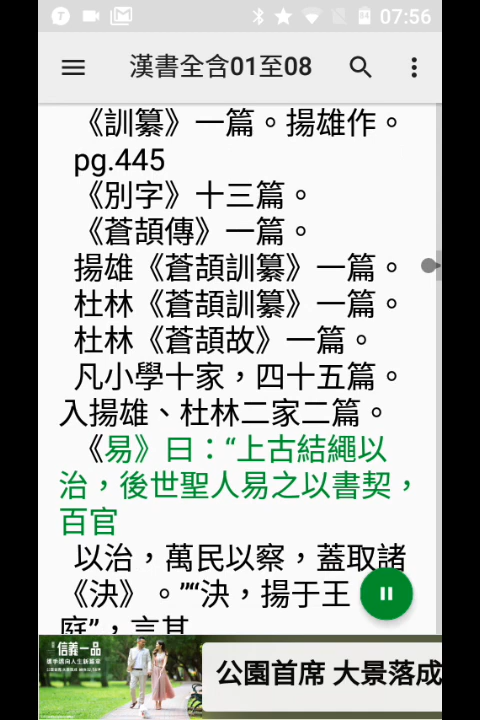 07:56
漢書全含01至08
《訓纂》一篇。揚雄作。
pg.445
《別字》十三篇。
《蒼頡傳》一篇。
揚雄《蒼頡訓纂》一篇。
杜林《蒼頡訓纂》一篇。
杜林《蒼頡故》一篇。
凡小學十家，四十五篇。
入揚雄、杜林二家二篇。
《易》曰：“上古結繩以
治，後世聖人易之以書契，
百官
以治，萬民以察，蓋取諸
《決》。”“決，揚于王
庭”，言其
信義一品
公園首席 大景落成